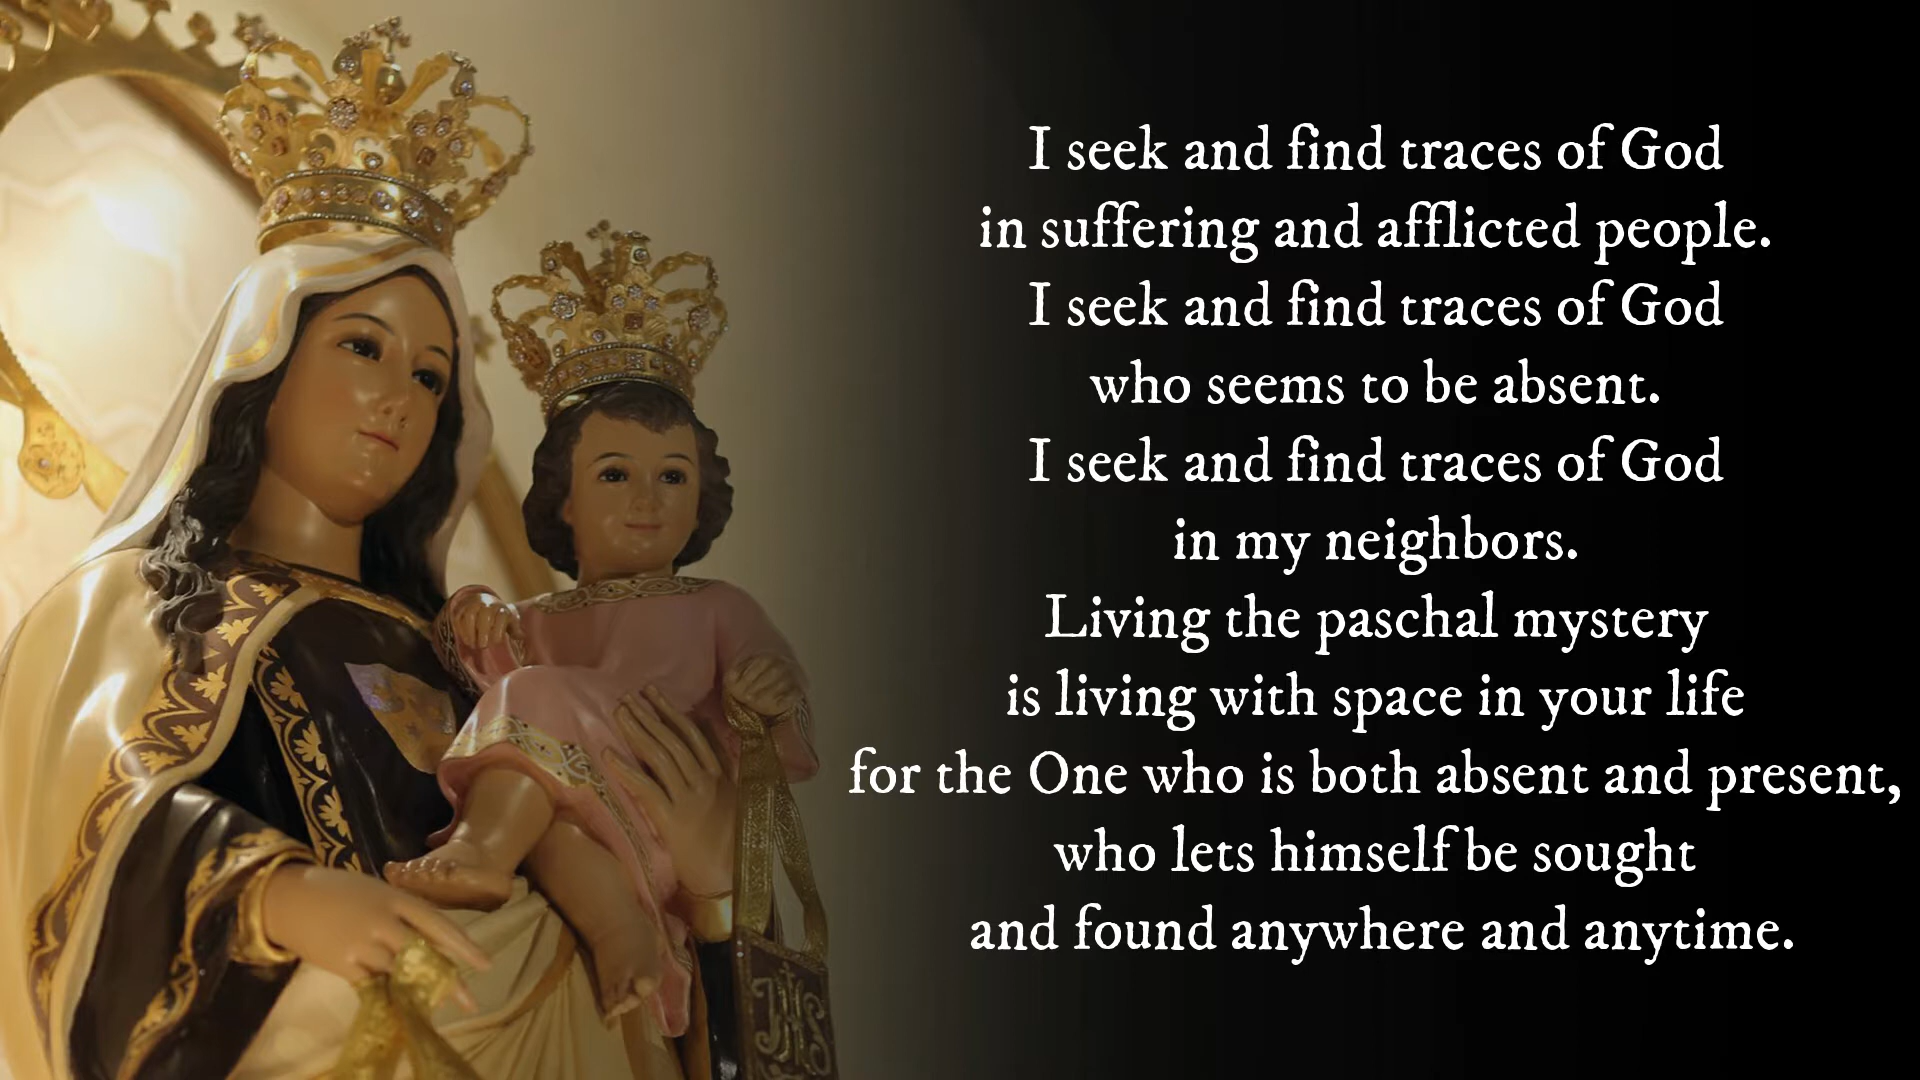 I seek and find traces of God
in suffering and afflicted people.
I seek and find traces of God
who seems to be absent.
I seek and find traces of God
in my neighbors.
Living the paschal mystery
is living with space in your life
for the One who is both absent and present,
who lets himself be sought
and found anywhere and anytime.
JHS